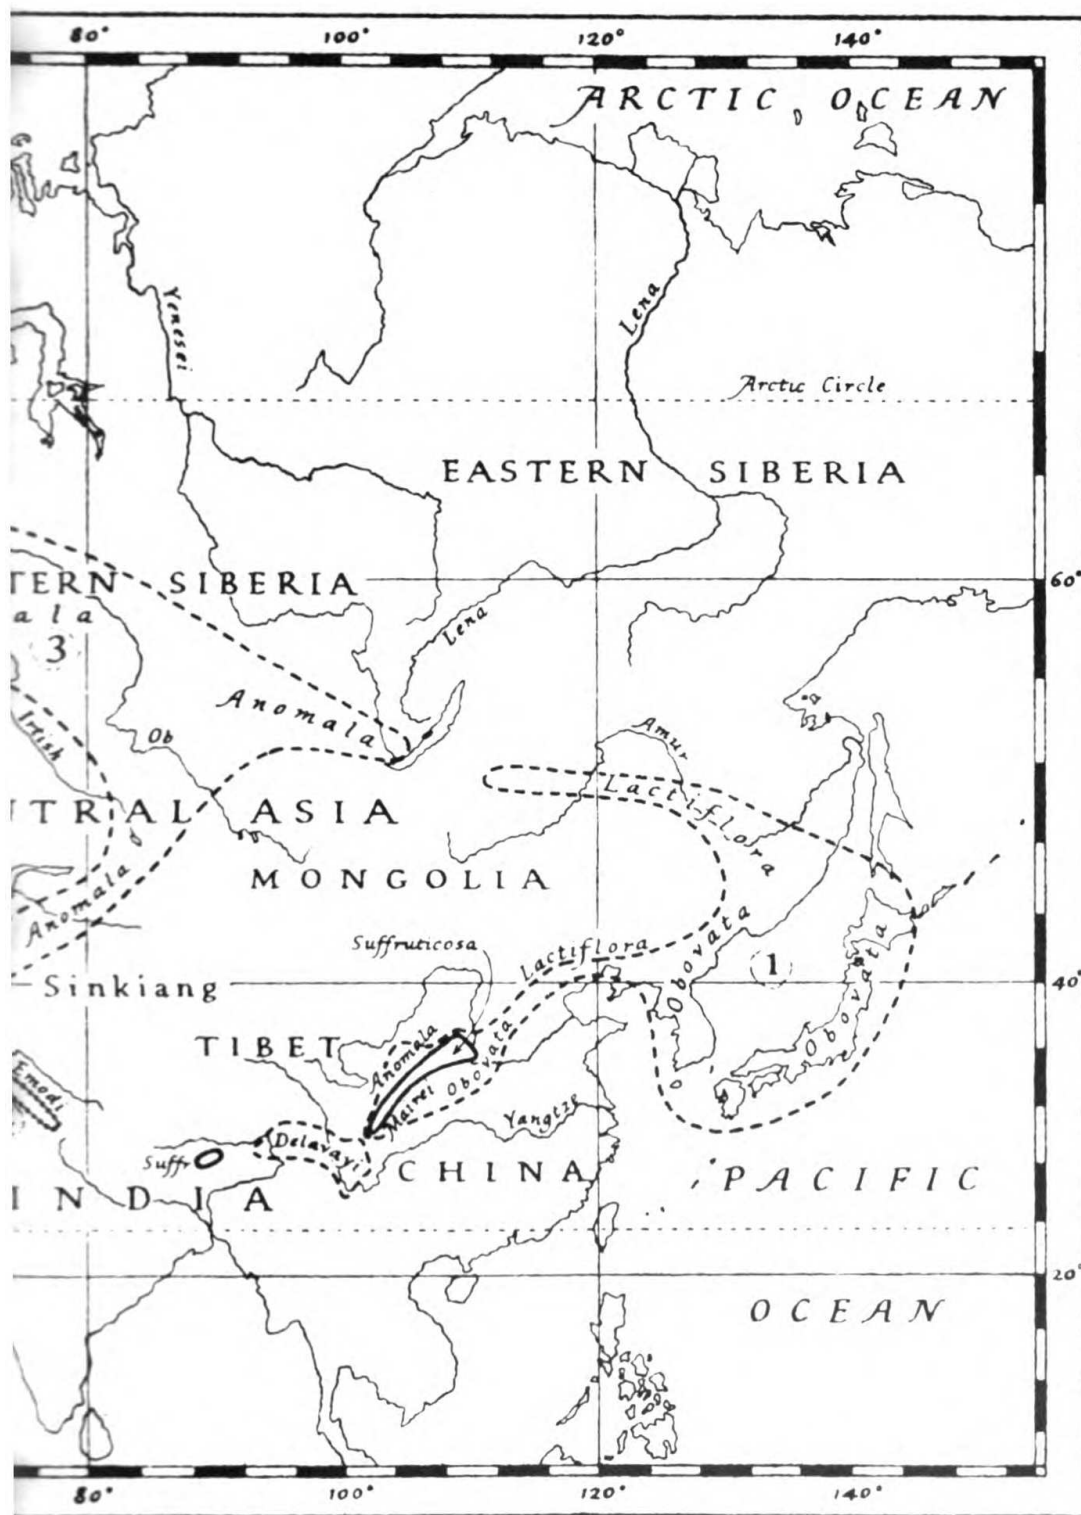 80° 100° 120° 140°
ARCTIC OCEAN
Yenesei
Lena
Arctic Circle
EASTERN SIBERIA
TERN SIBERIA
60°
ala
3
Lena
Anomala
Irtish
Ob
Amur
Lactiflora
NTRAL ASIA
MONGOLIA
Anomala
Suffruticosa
Lactiflora
Obovata
Obovata
1
Sinkiang
40°
TIBET
Anomala
Mairei
Obovata
Obovata
Emodi
Yangtze
Delavayi
Suffr
CHINA
PACIFIC
INDIA
20°
OCEAN
80° 100° 120° 140°